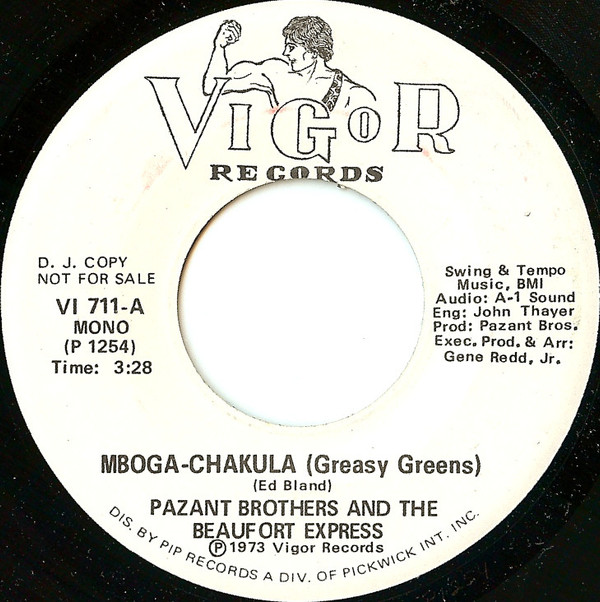 VIGOR
RECORDS
D. J. COPY
NOT FOR SALE
VI 711-A
MONO
(P 1254)
Time: 3:28
Swing & Tempo
Music, BMI
Audio: A-1 Sound
Eng: John Thayer
Prod: Pazant Bros.
Exec. Prod. & Arr:
Gene Redd, Jr.
MBOGA-CHAKULA (Greasy Greens)
(Ed Bland)
PAZANT BROTHERS AND THE
BEAUFORT EXPRESS
Ⓟ 1973 Vigor Records
DIS. BY PIP RECORDS A DIV. OF PICKWICK INT. INC.